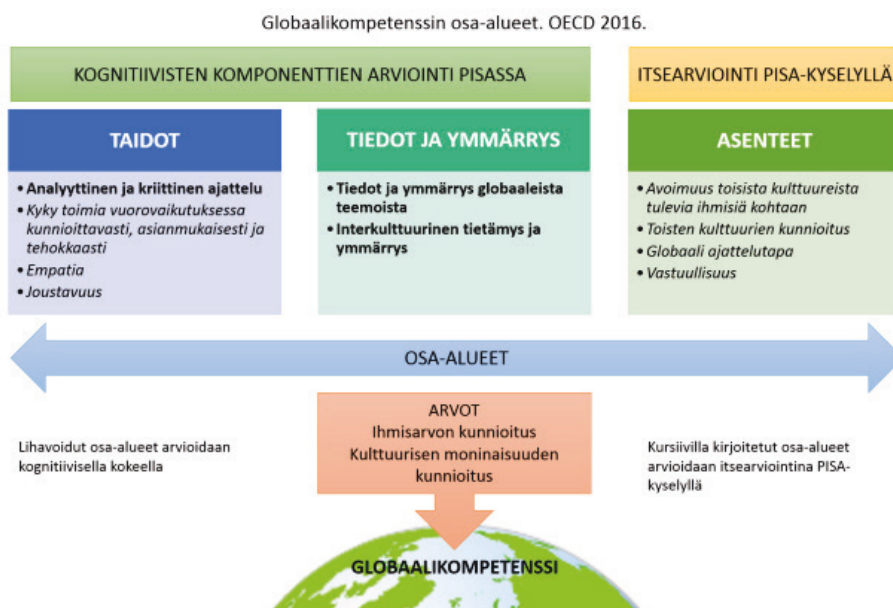 Globaalikompetenssin osa-alueet. OECD 2016.
KOGNITIIVISTEN KOMPONENTTIEN ARVIOINTI PISASSA
ITSEARVIOINTI PISA-KYSELYLLÄ
TAIDOT
• Analyyttinen ja kriittinen ajattelu
• Kyky toimia vuorovaikutuksessa
kunnioittavasti, asianmukaisesti ja
tehokkaasti
• Empatia
• Joustavuus
TIEDOT JA YMMÄRRYS
• Tiedot ja ymmärrys globaaleista
teemoista
• Interkulttuurinen tietämys ja
ymmärrys
ASENTEET
• Avoimuus toisista kulttuureista
tulevia ihmisiä kohtaan
• Toisten kulttuurien kunnioitus
• Globaali ajattelutapa
• Vastuullisuus
OSA-ALUEET
Lihavoidut osa-alueet arvioidaan
kognitiivisella kokeella
ARVOT
Ihmisarvon kunnioitus
Kulttuurisen moninaisuuden
kunnioitus
Kursiivilla kirjoitetut osa-alueet
arvioidaan itsearviointina PISA-
kyselyllä
GLOBAALIKOMPETENSSI